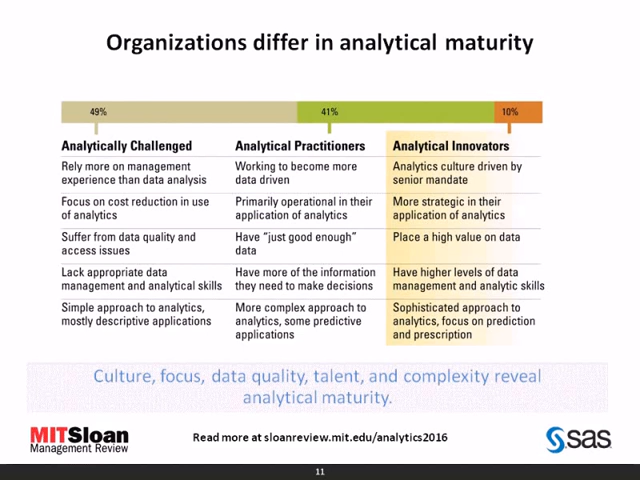 Organizations differ in analytical maturity
49% 41% 10%
Analytically Challenged Analytical Practitioners Analytical Innovators
Rely more on management Working to become more Analytics culture driven by
experience than data analysis data driven senior mandate
Focus on cost reduction in use Primarily operational in their More strategic in their
of analytics application of analytics application of analytics
Suffer from data quality and Have "just good enough" Place a high value on data
access issues data
Lack appropriate data Have more of the information Have higher levels of data
management and analytical skills they need to make decisions management and analytic skills
Simple approach to analytics, More complex approach to Sophisticated approach to
mostly descriptive applications analytics, some predictive analytics, focus on prediction
applications and prescription
Culture, focus, data quality, talent, and complexity reveal
analytical maturity.
MITSloan
Management Review
Read more at sloanreview.mit.edu/analytics2016
sas
11